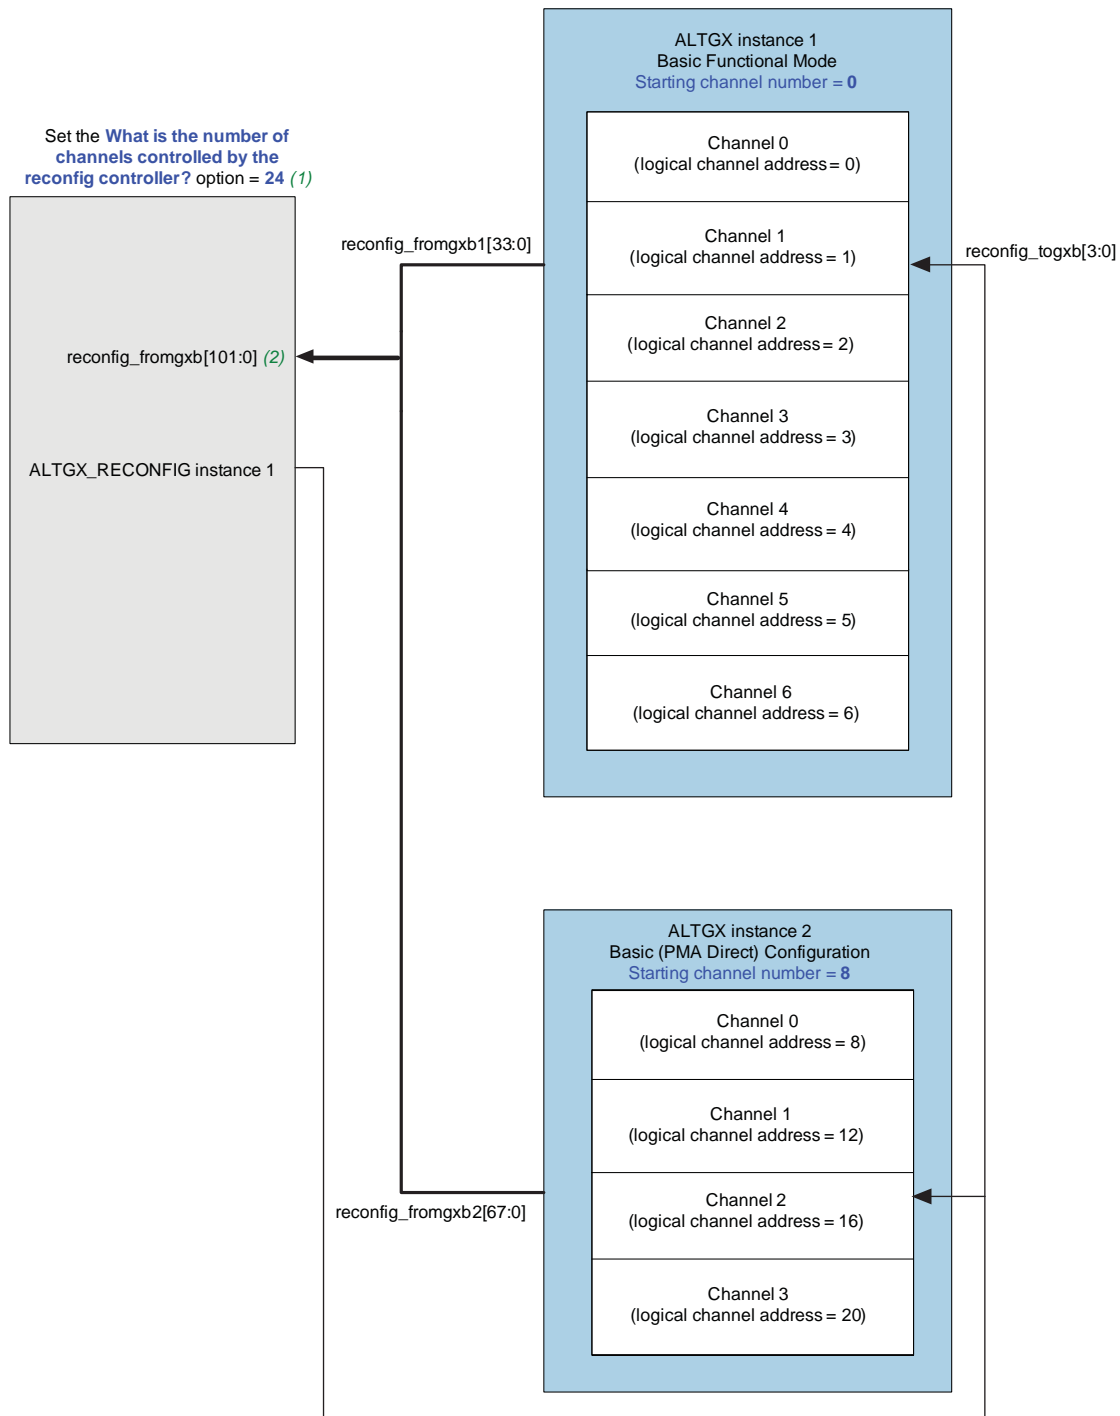 ALTGX instance 1
Basic Functional Mode
Starting channel number = 0
Set the What is the number of
channels controlled by the
reconfig controller? option = 24 (1)
Channel 0
(logical channel address = 0)
reconfig_fromgxb1[33:0]
Channel 1
(logical channel address = 1)
reconfig_togxb[3:0]
Channel 2
(logical channel address = 2)
reconfig_fromgxb[101:0] (2)
Channel 3
(logical channel address = 3)
ALTGX_RECONFIG instance 1
Channel 4
(logical channel address = 4)
Channel 5
(logical channel address = 5)
Channel 6
(logical channel address = 6)
ALTGX instance 2
Basic (PMA Direct) Configuration
Starting channel number = 8
Channel 0
(logical channel address = 8)
Channel 1
(logical channel address = 12)
Channel 2
(logical channel address = 16)
reconfig_fromgxb2[67:0]
Channel 3
(logical channel address = 20)